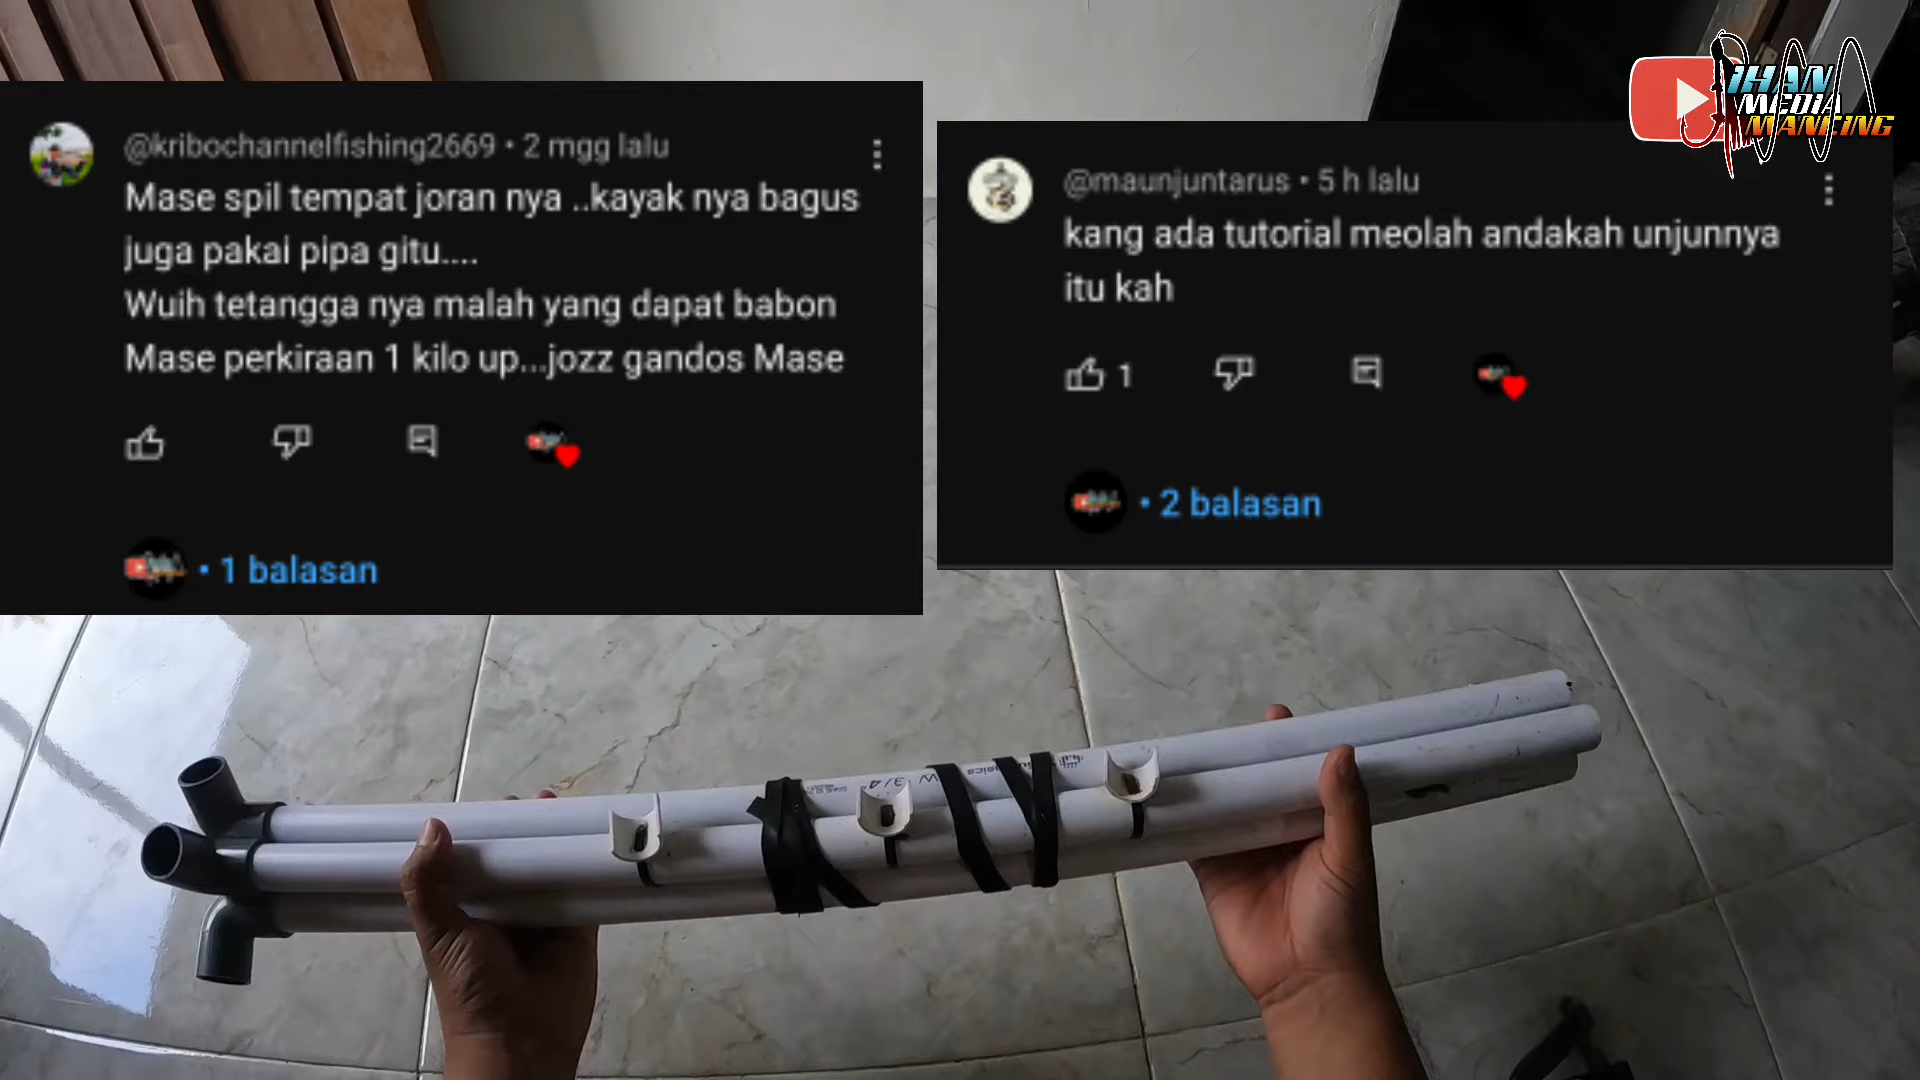 @kribochannelfishing2669 • 2 mgg lalu
Mase spil tempat joran nya ..kayak nya bagus
juga pakai pipa gitu....
Wuih tetangga nya malah yang dapat babon
Mase perkiraan 1 kilo up...jozz gandos Mase
• 1 balasan
@maunjuntarus • 5 h lalu
kang ada tutorial meolah andakah unjunnya
itu kah
1
• 2 balasan
IHAN
MEDIA
MANCING
W 3/4"